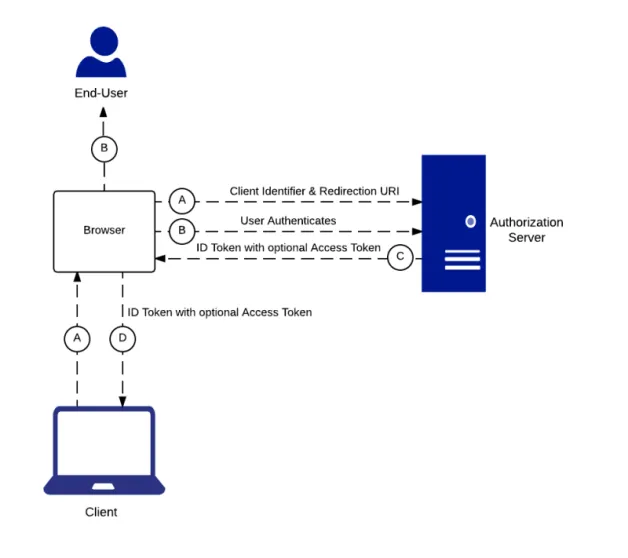 End-User
B
A
Client Identifier & Redirection URI
Browser
B
User Authenticates
Authorization
Server
ID Token with optional Access Token
C
ID Token with optional Access Token
A
D
Client